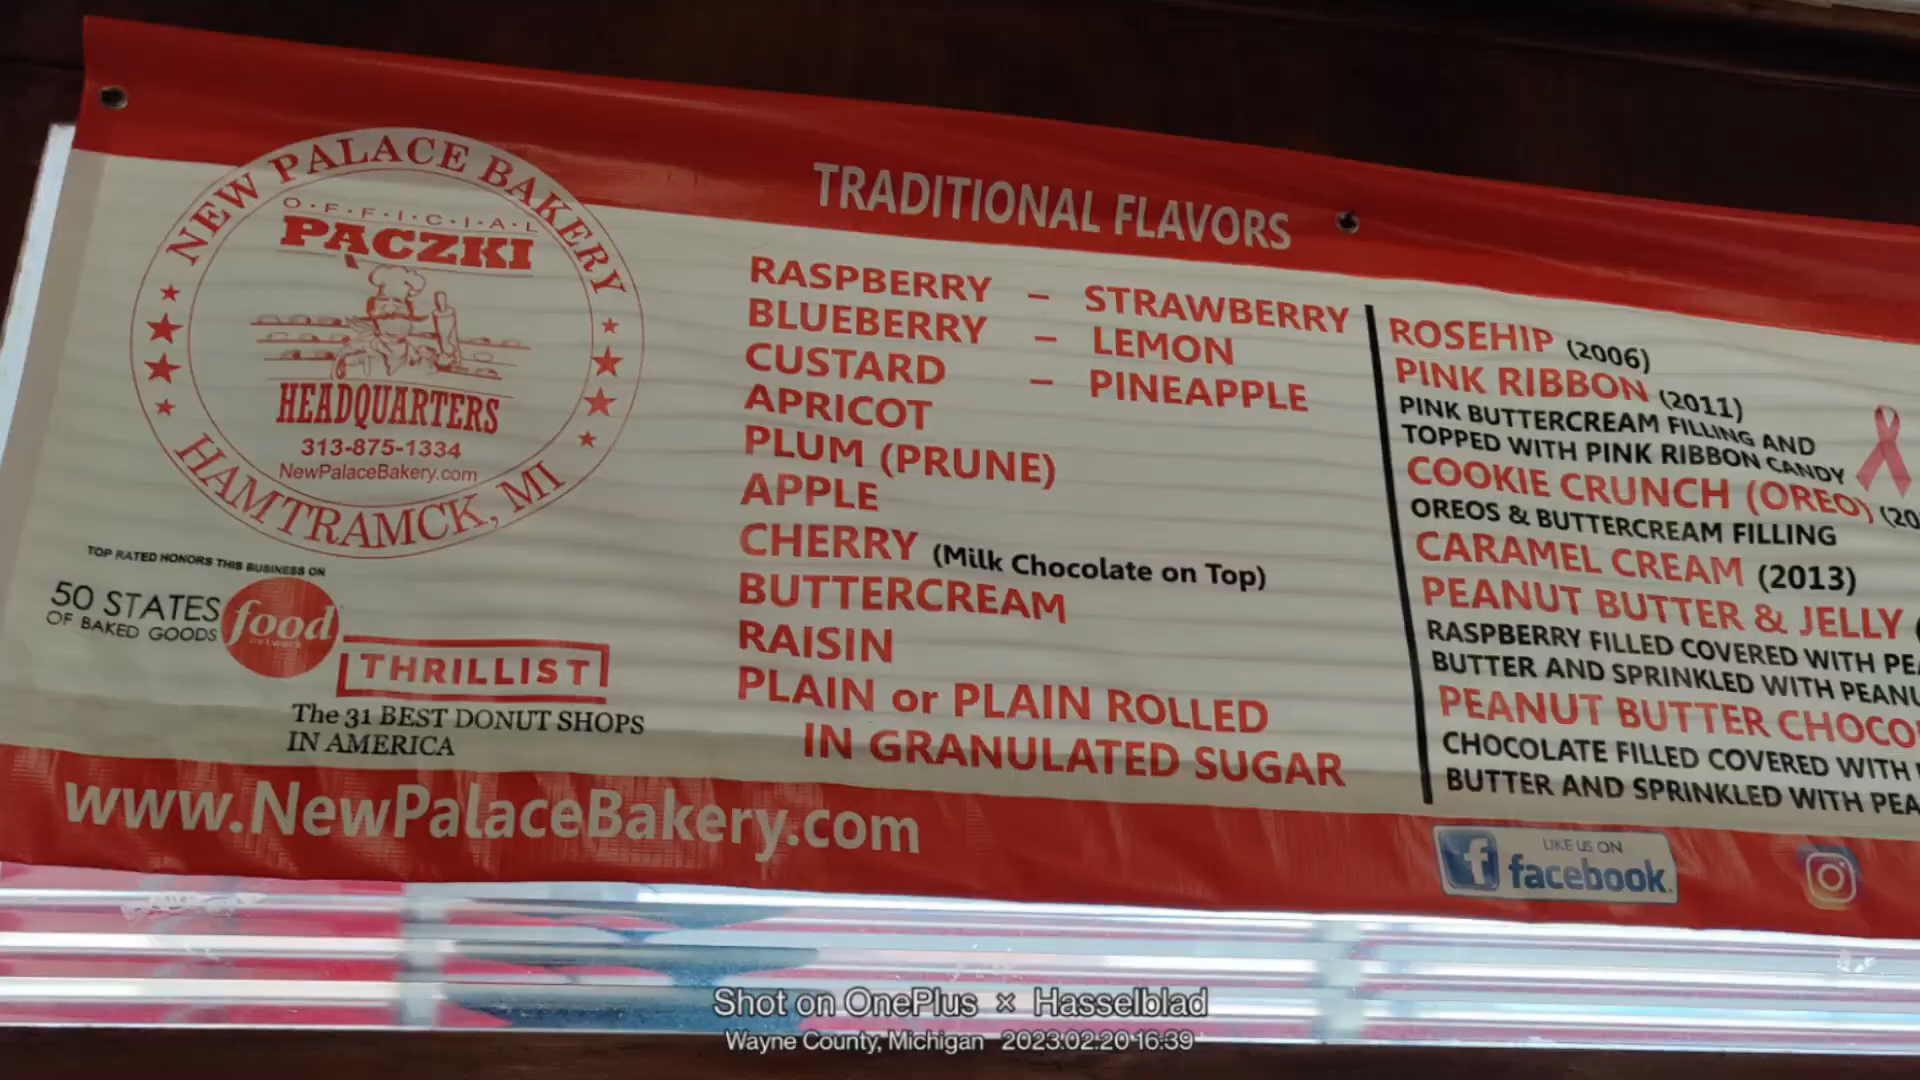 NEW PALACE BAKERY
O·F·F·I·C·I·A·L
PĄCZKI
HEADQUARTERS
313-875-1334
NewPalaceBakery.com
HAMTRAMCK, MI
TOP RATED HONORS THIS BUSINESS ON
50 STATES
OF BAKED GOODS
food
network
THRILLIST
The 31 BEST DONUT SHOPS
IN AMERICA
www.NewPalaceBakery.com
TRADITIONAL FLAVORS
RASPBERRY – STRAWBERRY
BLUEBERRY – LEMON
CUSTARD – PINEAPPLE
APRICOT
PLUM (PRUNE)
APPLE
CHERRY (Milk Chocolate on Top)
BUTTERCREAM
RAISIN
PLAIN or PLAIN ROLLED
IN GRANULATED SUGAR
ROSEHIP (2006)
PINK RIBBON (2011)
PINK BUTTERCREAM FILLING AND
TOPPED WITH PINK RIBBON CANDY
COOKIE CRUNCH (OREO) (20
OREOS & BUTTERCREAM FILLING
CARAMEL CREAM (2013)
PEANUT BUTTER & JELLY (
RASPBERRY FILLED COVERED WITH PEA
BUTTER AND SPRINKLED WITH PEANU
PEANUT BUTTER CHOCO
CHOCOLATE FILLED COVERED WITH
BUTTER AND SPRINKLED WITH PEA
LIKE US ON
facebook
Shot on OnePlus × Hasselblad
Wayne County, Michigan 2023.02.20 16:39